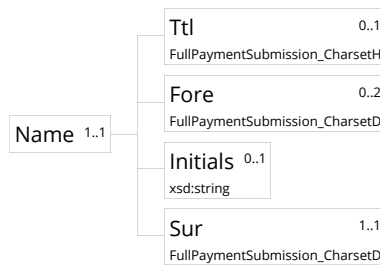 Ttl 0..1
FullPaymentSubmission_CharsetH
Fore 0..2
FullPaymentSubmission_CharsetD
Name 1..1
Initials 0..1
xsd:string
Sur 1..1
FullPaymentSubmission_CharsetD